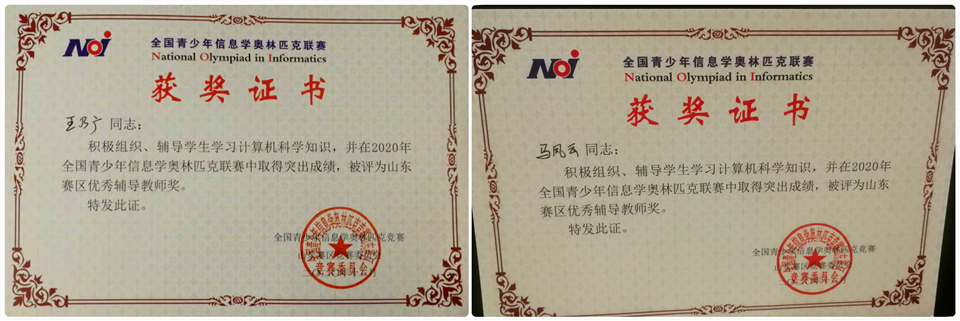 NOI
全国青少年信息学奥林匹克联赛
National Olympiad in Informatics
获奖证书
王乃广 同志：
积极组织、辅导学生学习计算机科学知识，并在2020年
全国青少年信息学奥林匹克联赛中取得突出成绩，被评为山东
赛区优秀辅导教师奖。
特发此证。
全国青少年信息学奥林匹克竞赛
竞赛委员会
NOI
全国青少年信息学奥林匹克联赛
National Olympiad in Informatics
获奖证书
马凤云 同志：
积极组织、辅导学生学习计算机科学知识，并在2020年
全国青少年信息学奥林匹克联赛中取得突出成绩，被评为山东
赛区优秀辅导教师奖。
特发此证。
全国青少年信息学奥林匹克竞赛
竞赛委员会